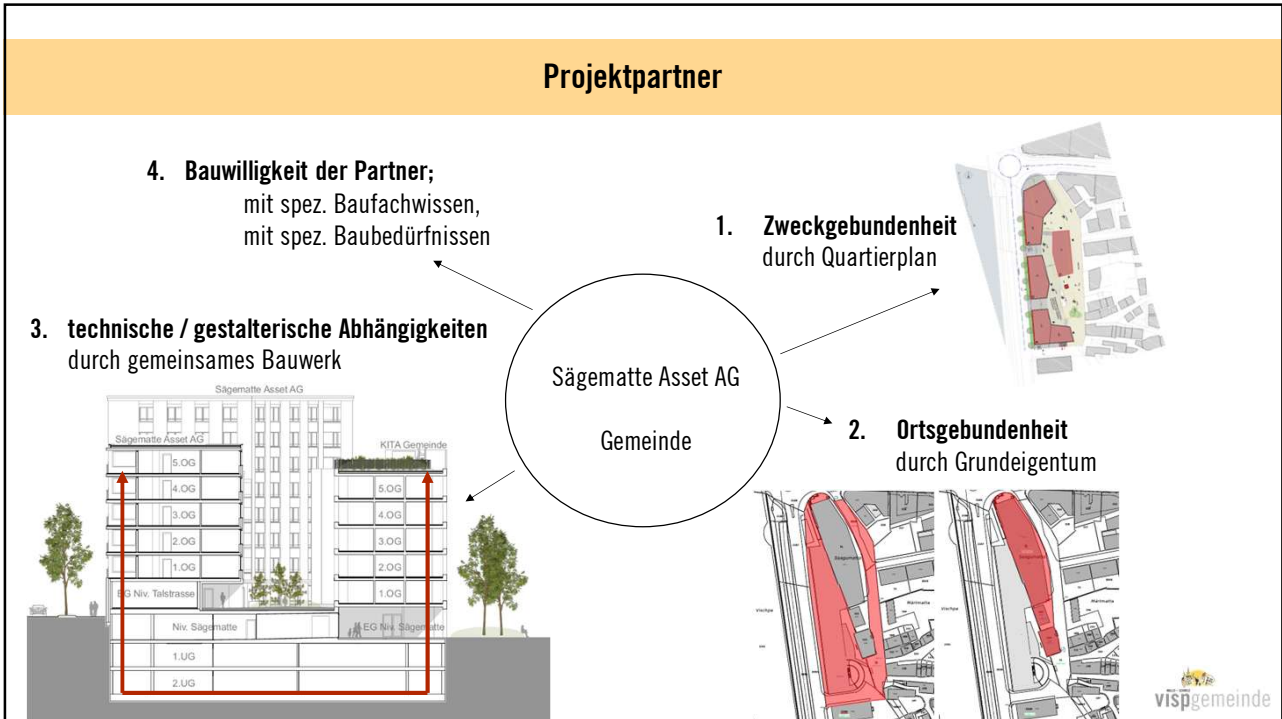 Projektpartner
4. Bauwilligkeit der Partner;
mit spez. Baufachwissen,
mit spez. Baubedürfnissen
1. Zweckgebundenheit
durch Quartierplan
3. technische / gestalterische Abhängigkeiten
durch gemeinsames Bauwerk
Sägematte Asset AG
Gemeinde
2. Ortsgebundenheit
durch Grundeigentum
Sägematte Asset AG
Sägematte Asset AG
KITA Gemeinde
5.OG
4.OG
3.OG
2.OG
1.OG
EG Niv. Talstrasse
Niv. Sägematte
1.UG
2.UG
5.OG
4.OG
3.OG
2.OG
1.OG
EG Niv. Sägematte
Sägematte
Sägematte
vispgemeinde